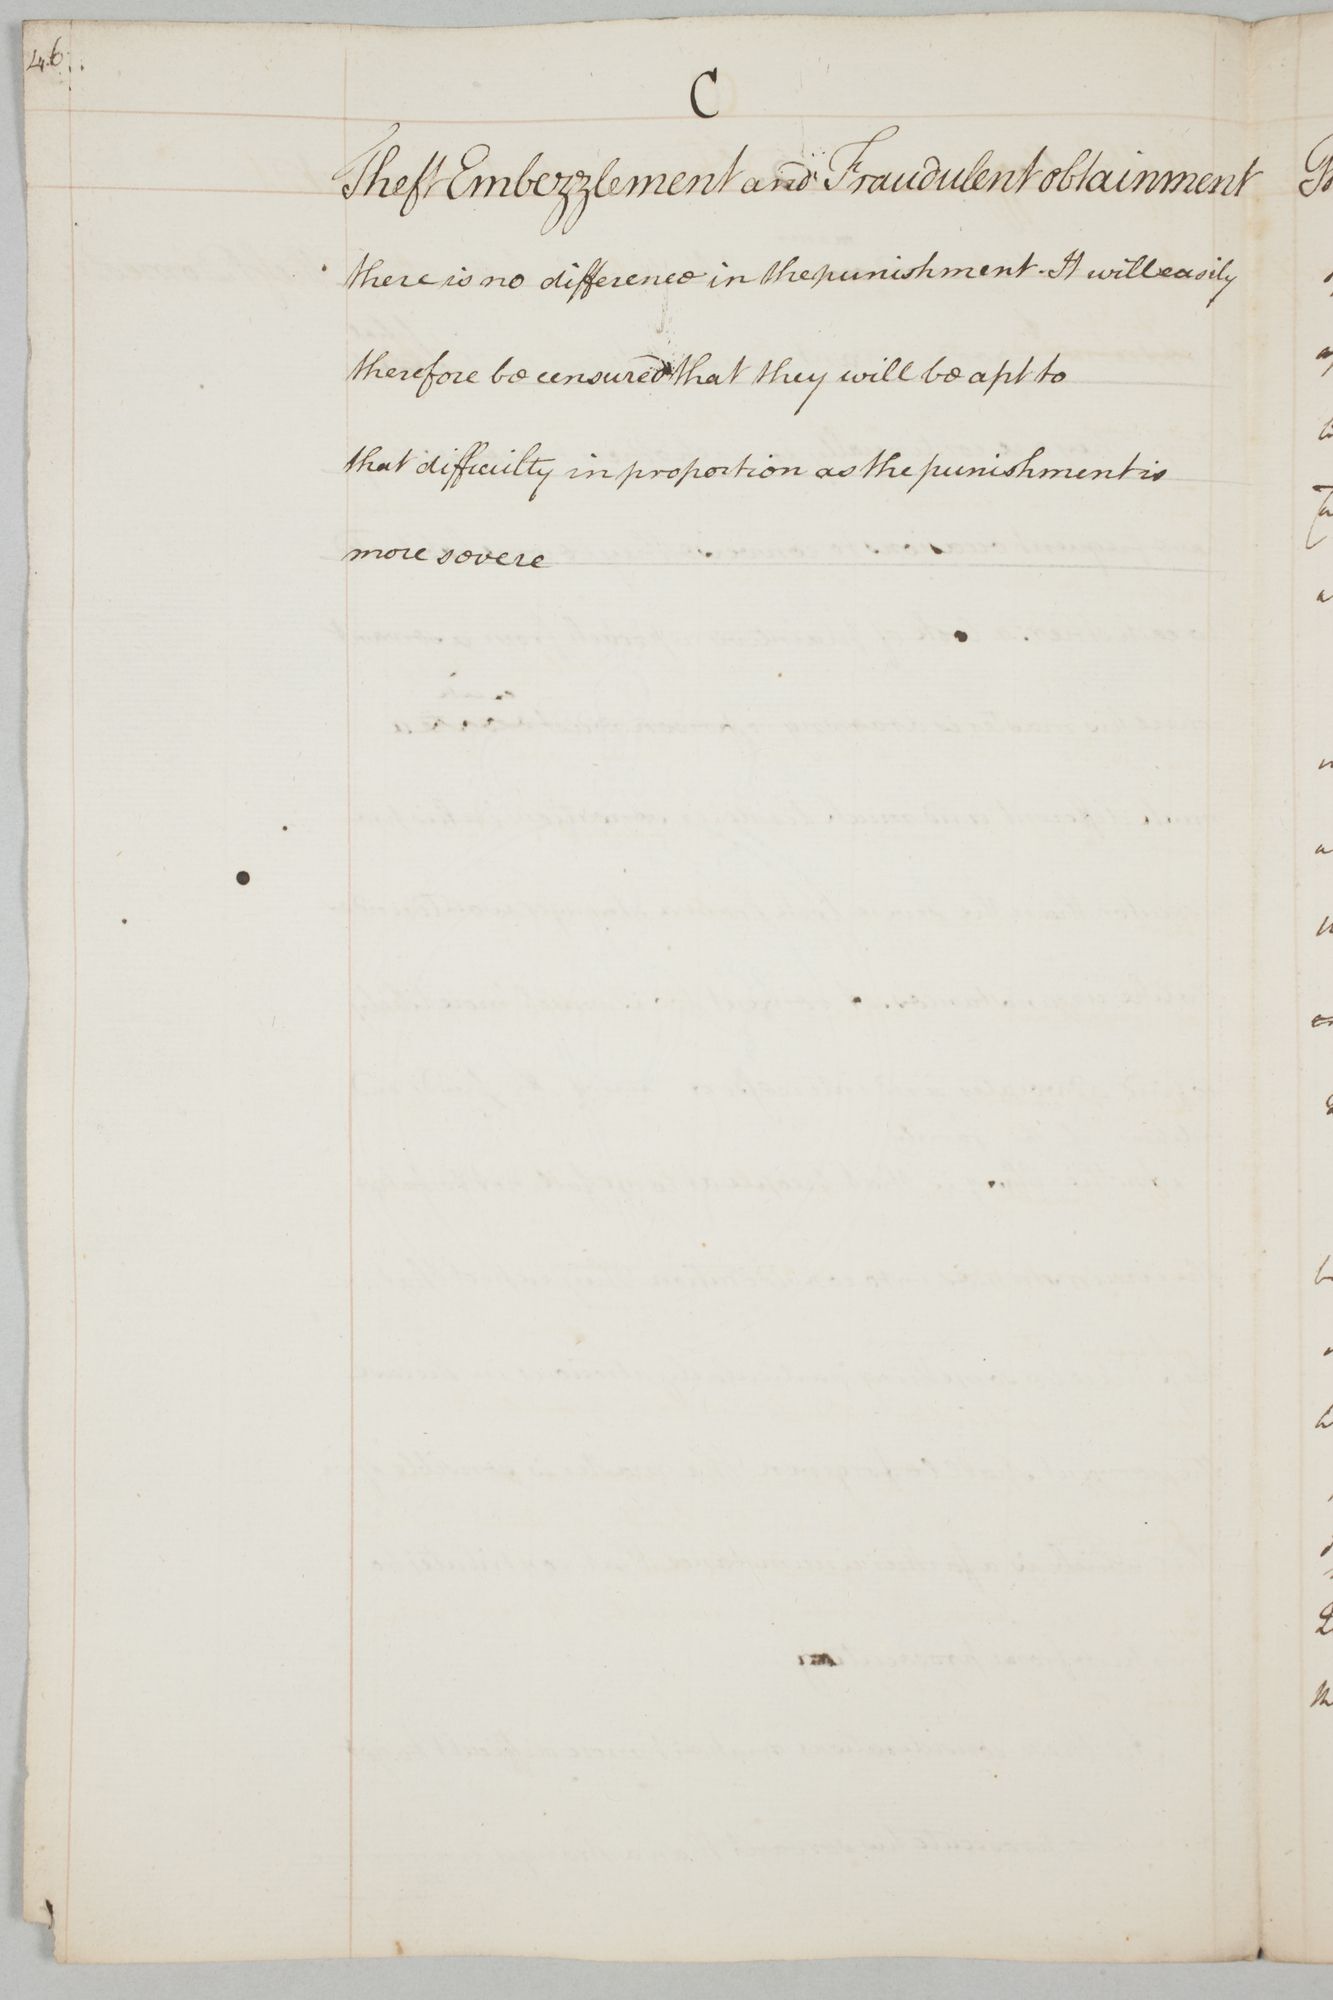 46
C
Theft Embezzlement and Fraudulent obtainment
there is no difference in the punishment. It will easily
therefore be censured that they will be apt to
that difficulty in proportion as the punishment is
more severe